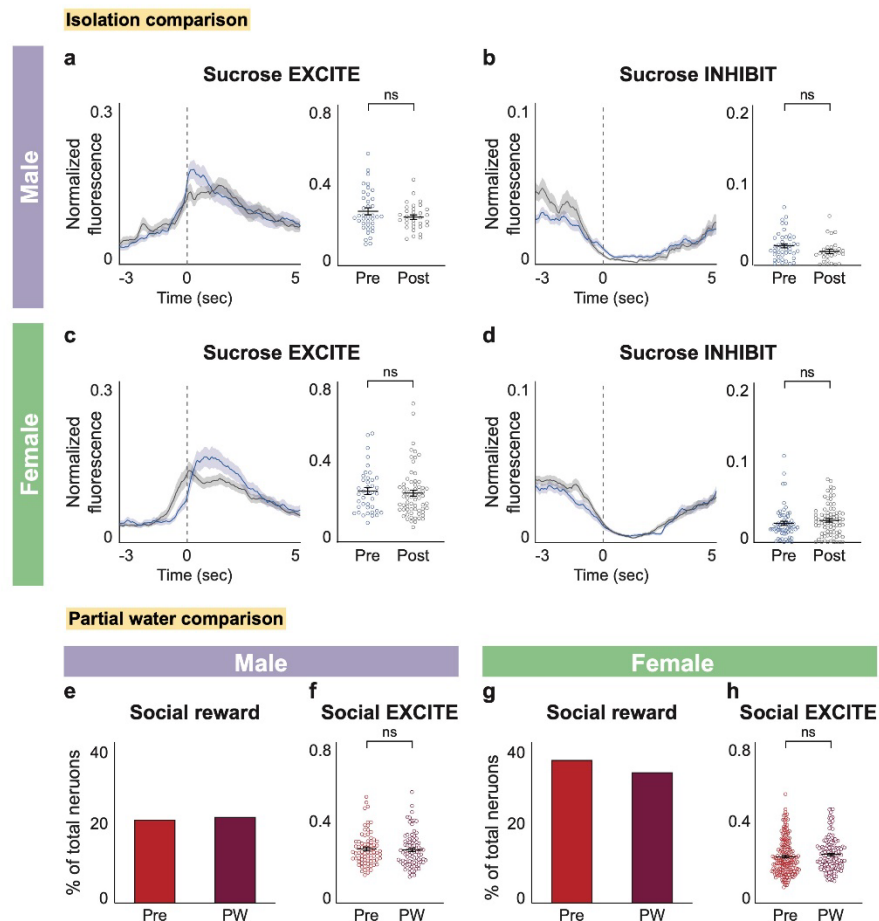 Isolation comparison
Male
a
Sucrose EXCITE
0.3
Normalized
fluorescence
0
-3
0
5
Time (sec)
0.8
0.4
0
ns
Pre
Post
b
Sucrose INHIBIT
0.1
Normalized
fluorescence
0
-3
0
5
Time (sec)
0.2
0.1
0
ns
Pre
Post
Female
c
Sucrose EXCITE
0.3
Normalized
fluorescence
0
-3
0
5
Time (sec)
0.8
0.4
0
ns
Pre
Post
d
Sucrose INHIBIT
0.1
Normalized
fluorescence
0
-3
0
5
Time (sec)
0.2
0.1
0
ns
Pre
Post
Partial water comparison
Male
e
Social reward
40
20
0
% of total neruons
Pre
PW
f
Social EXCITE
ns
0.8
0.4
0
Pre
PW
Female
g
Social reward
40
20
0
% of total neruons
Pre
PW
h
Social EXCITE
ns
0.8
0.4
0
Pre
PW